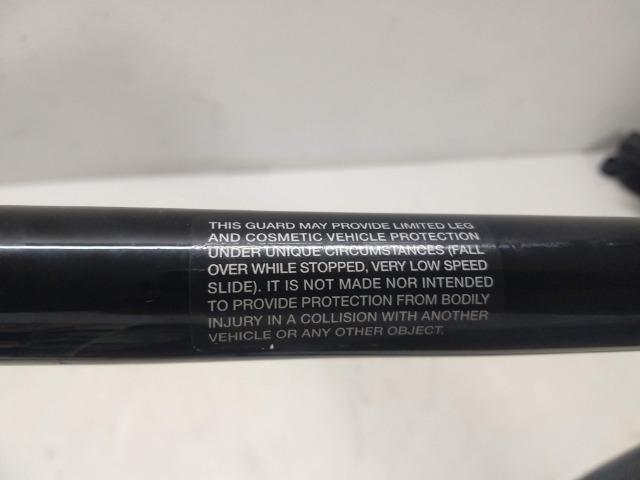 THIS GUARD MAY PROVIDE LIMITED LEG
AND COSMETIC VEHICLE PROTECTION
UNDER UNIQUE CIRCUMSTANCES (FALL
OVER WHILE STOPPED, VERY LOW SPEED
SLIDE). IT IS NOT MADE NOR INTENDED
TO PROVIDE PROTECTION FROM BODILY
INJURY IN A COLLISION WITH ANOTHER
VEHICLE OR ANY OTHER OBJECT.